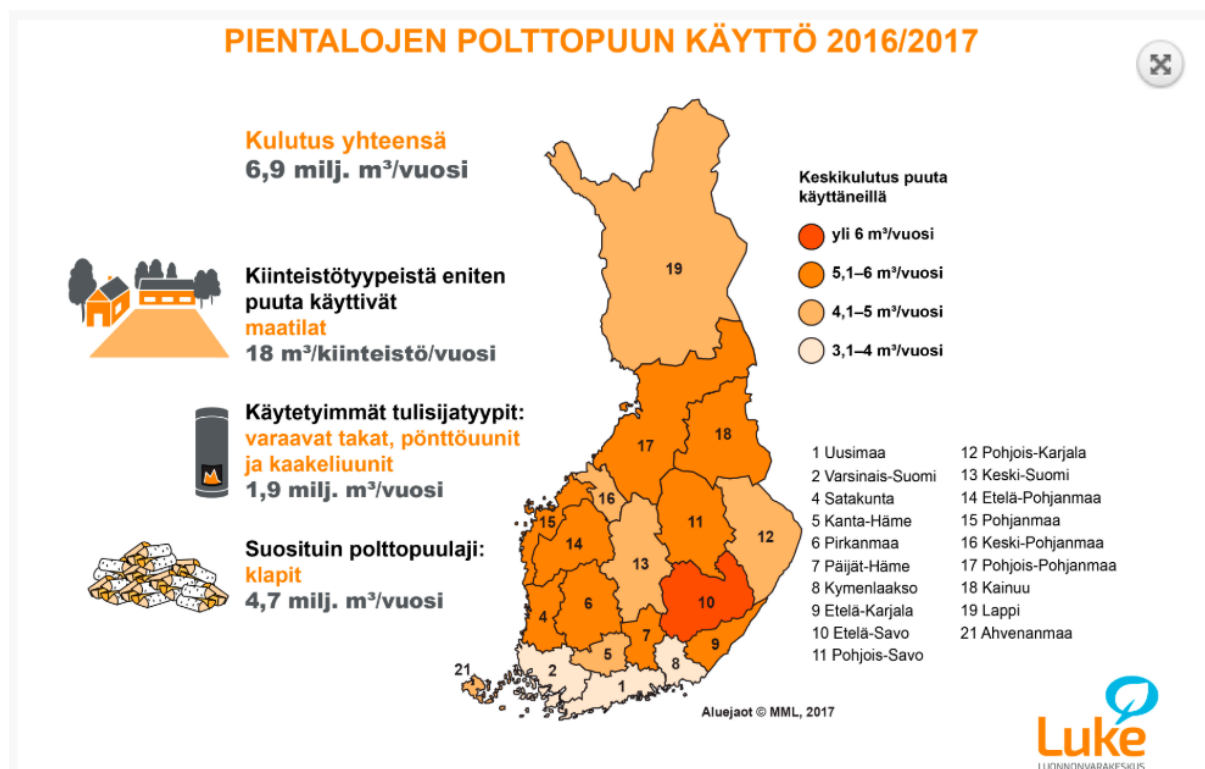 PIENTALOJEN POLTTOPUUN KÄYTTÖ 2016/2017
Kulutus yhteensä
6,9 milj. m³/vuosi
Kiinteistötyypeistä eniten
puuta käyttivät
maatilat
18 m³/kiinteistö/vuosi
Käytetyimmät tulisijatyypit:
varaavat takat, pönttöuunit
ja kaakeliuunit
1,9 milj. m³/vuosi
Suosituin polttopuulaji:
klapit
4,7 milj. m³/vuosi
19
17
18
16
15
14
13
11
12
10
4
6
7
9
5
8
2
1
21
Keskikulutus puuta
käyttäneillä
yli 6 m³/vuosi
5,1–6 m³/vuosi
4,1–5 m³/vuosi
3,1–4 m³/vuosi
1 Uusimaa
2 Varsinais-Suomi
4 Satakunta
5 Kanta-Häme
6 Pirkanmaa
7 Päijät-Häme
8 Kymenlaakso
9 Etelä-Karjala
10 Etelä-Savo
11 Pohjois-Savo
12 Pohjois-Karjala
13 Keski-Suomi
14 Etelä-Pohjanmaa
15 Pohjanmaa
16 Keski-Pohjanmaa
17 Pohjois-Pohjanmaa
18 Kainuu
19 Lappi
21 Ahvenanmaa
Aluejaot © MML, 2017
Luke
LUONNONVARAKESKUS